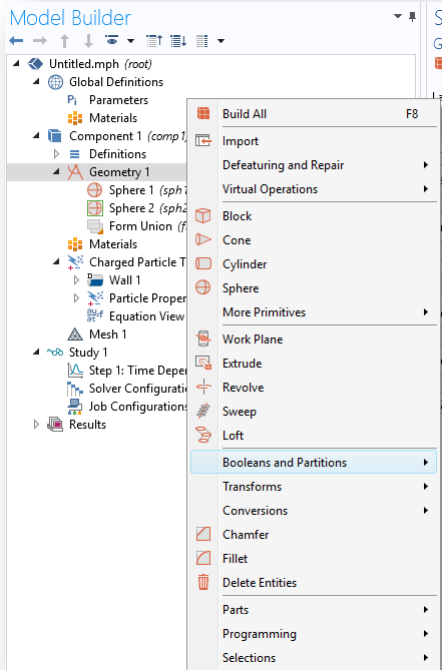 Model Builder
Untitled.mph (root)
Global Definitions
Pi Parameters
Materials
Component 1 (comp1
Definitions
Geometry 1
Sphere 1 (sph1
Sphere 2 (sph2
Form Union (f
Materials
Charged Particle T
Wall 1
Particle Proper
Equation View
Mesh 1
Study 1
Step 1: Time Depe
Solver Configurati
Job Configurations
Results
Build All F8
Import
Defeaturing and Repair
Virtual Operations
Block
Cone
Cylinder
Sphere
More Primitives
Work Plane
Extrude
Revolve
Sweep
Loft
Booleans and Partitions
Transforms
Conversions
Chamfer
Fillet
Delete Entities
Parts
Programming
Selections